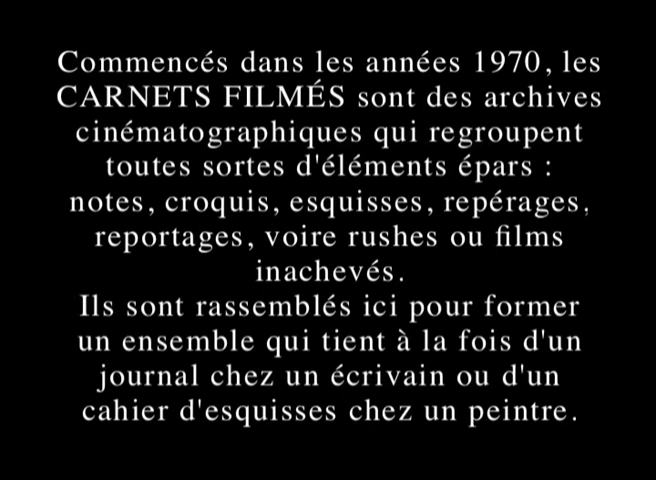 Commencés dans les années 1970, les
CARNETS FILMÉS sont des archives
cinématographiques qui regroupent
toutes sortes d'éléments épars :
notes, croquis, esquisses, repérages,
reportages, voire rushes ou films
inachevés.
Ils sont rassemblés ici pour former
un ensemble qui tient à la fois d'un
journal chez un écrivain ou d'un
cahier d'esquisses chez un peintre.